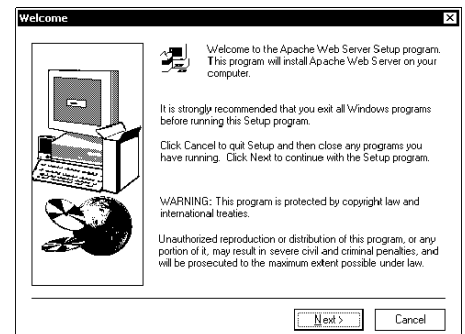 Welcome
Welcome to the Apache Web Server Setup program.
This program will install Apache Web Server on your
computer.
It is strongly recommended that you exit all Windows programs
before running this Setup program.
Click Cancel to quit Setup and then close any programs you
have running. Click Next to continue with the Setup program.
WARNING: This program is protected by copyright law and
international treaties.
Unauthorized reproduction or distribution of this program, or any
portion of it, may result in severe civil and criminal penalties, and
will be prosecuted to the maximum extent possible under law.
Next > Cancel